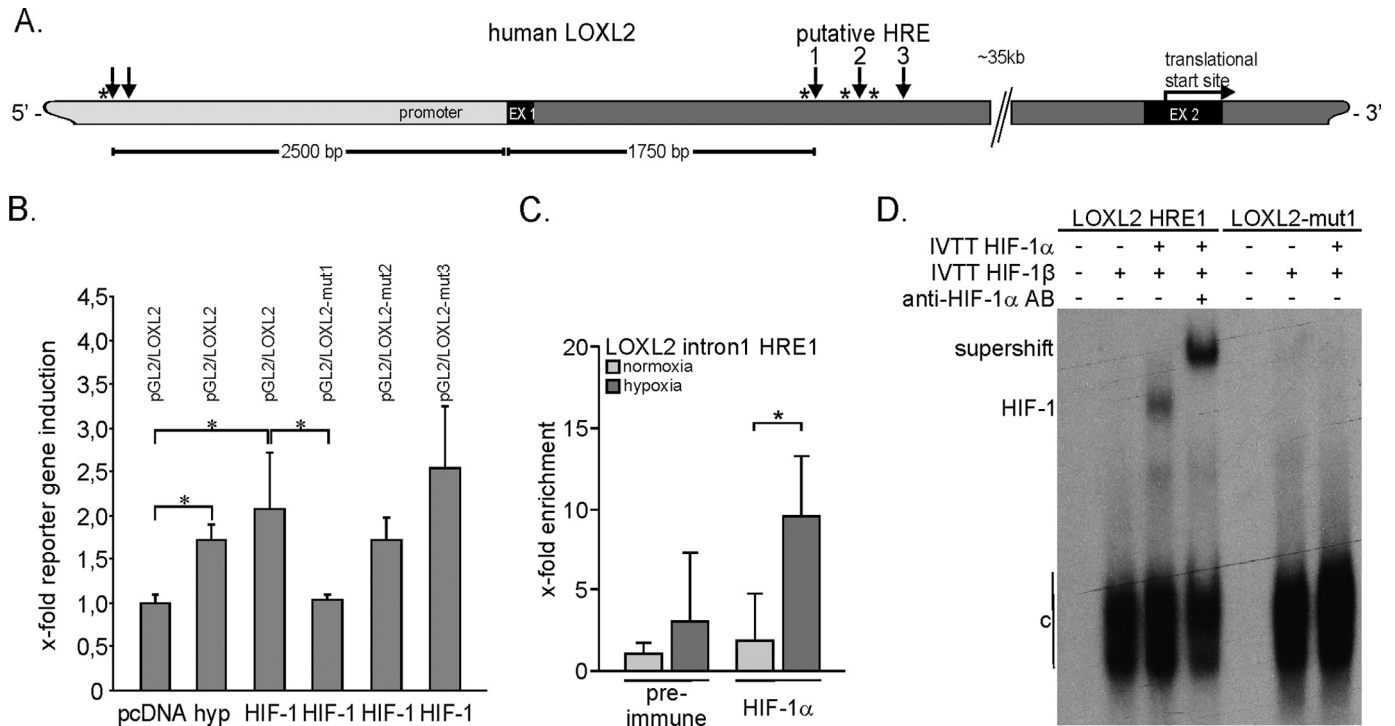 A.
human LOXL2
putative HRE
1 2 3
~35kb
translational
start site
* * * *
5' -
promoter
EX 1
EX 2
- 3'
2500 bp
1750 bp
B.
x-fold reporter gene induction
4,5
4,0
3,5
3,0
2,5
2,0
1,5
1,0
0,5
0
pGL2/LOXL2
pGL2/LOXL2
pGL2/LOXL2
pGL2/LOXL2-mut1
pGL2/LOXL2-mut2
pGL2/LOXL2-mut3
*
*
*
pcDNA hyp HIF-1 HIF-1 HIF-1 HIF-1
C.
x-fold enrichment
LOXL2 intron1 HRE1
normoxia
hypoxia
20
15
10
5
0
*
pre-
immune
HIF-1α
D.
LOXL2 HRE1 LOXL2-mut1
IVTT HIF-1α - - + + - - +
IVTT HIF-1β - + + + - + +
anti-HIF-1α AB - - - + - - -
supershift
HIF-1
c